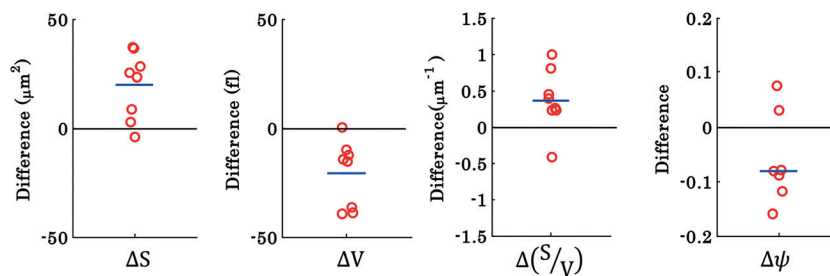 Difference (μm²)
50
0
-50
ΔS
Difference (fl)
50
0
-50
ΔV
Difference(μm⁻¹)
1.5
1
0.5
0
-0.5
-1
-1.5
Δ(S/V)
Difference
0.2
0.1
0
-0.1
-0.2
Δψ